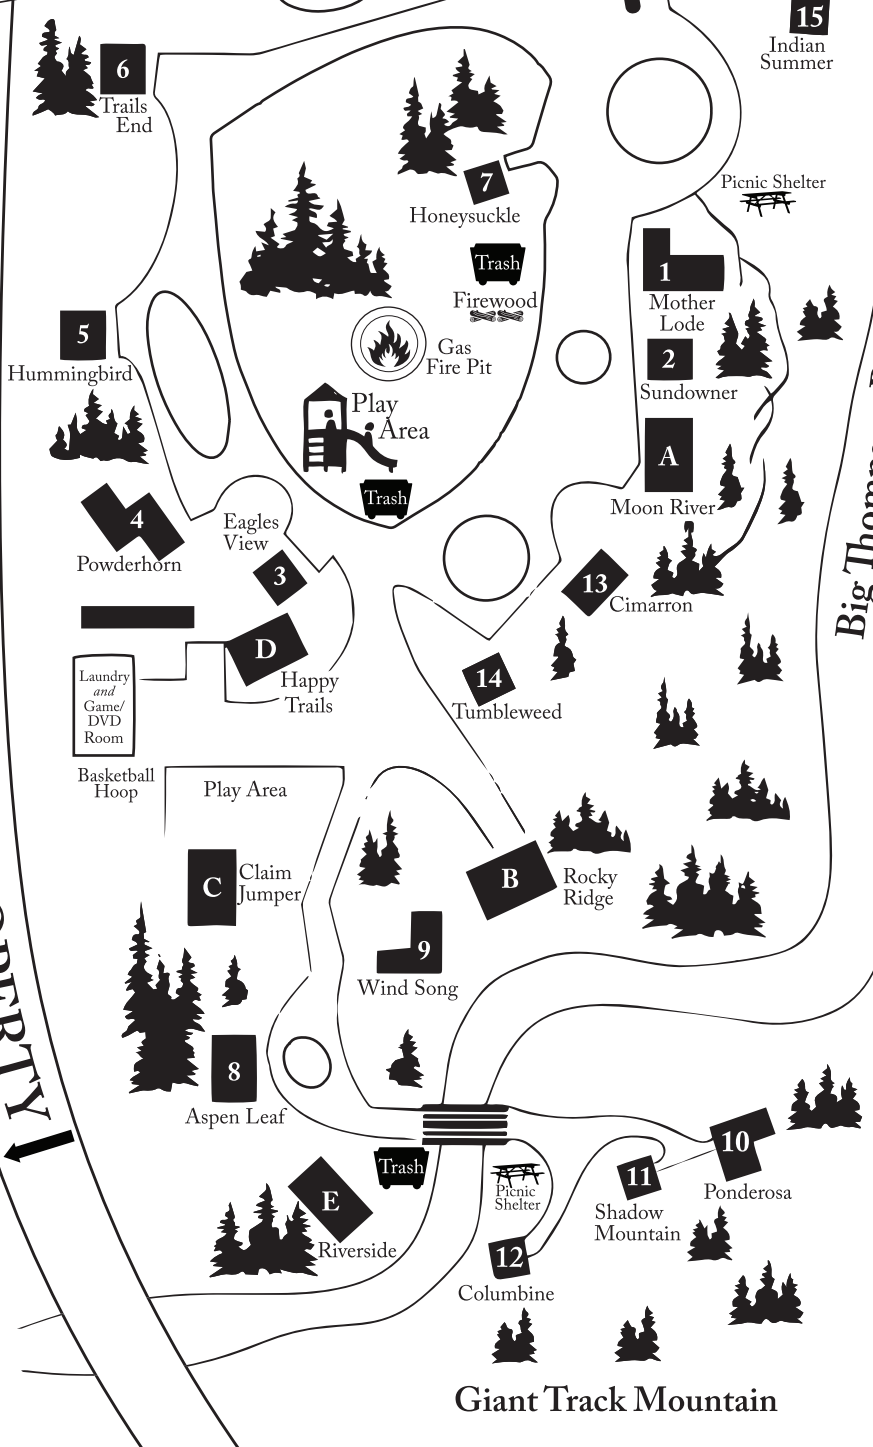 15
Indian
Summer
6
Trails
End
7
Honeysuckle
Picnic Shelter
Trash
Firewood
1
Mother
Lode
5
Hummingbird
Gas
Fire Pit
2
Sundowner
Play
Area
A
Moon River
Trash
4
Powderhorn
Eagles
View
3
13
Cimarron
D
Happy
Trails
14
Tumbleweed
Laundry
and
Game/
DVD
Room
Basketball
Hoop
Play Area
C
Claim
Jumper
B
Rocky
Ridge
9
Wind Song
8
Aspen Leaf
Trash
10
Ponderosa
11
Shadow
Mountain
Picnic
Shelter
E
Riverside
12
Columbine
Giant Track Mountain
Big